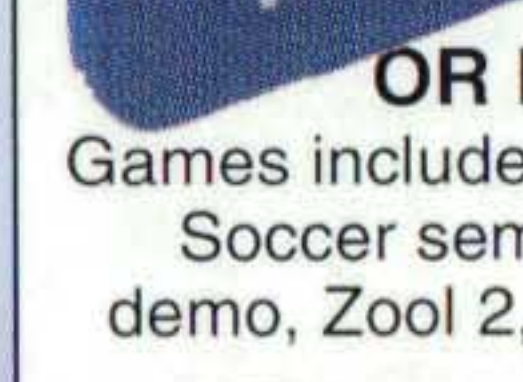 OR
Games include
Soccer sem
demo, Zool 2,